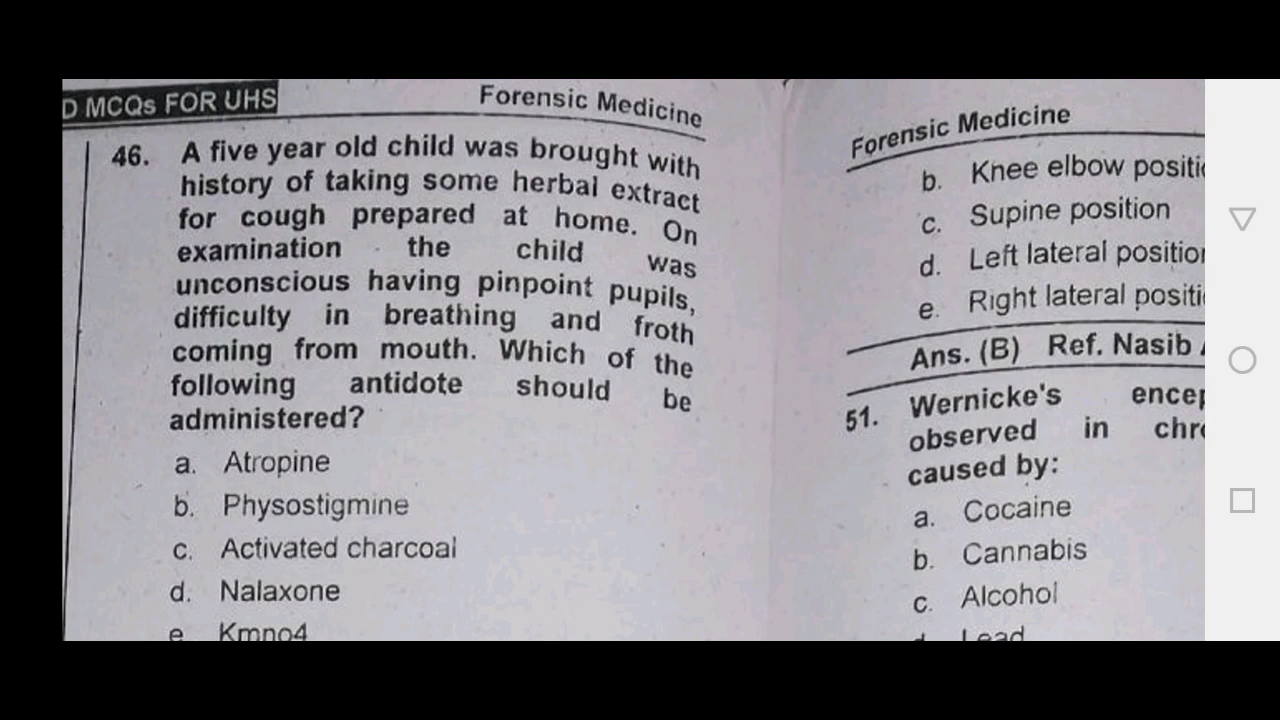 D MCQs FOR UHS
Forensic Medicine
46. A five year old child was brought with
history of taking some herbal extract
for cough prepared at home. On
examination the child was
unconscious having pinpoint pupils,
difficulty in breathing and froth
coming from mouth. Which of the
following antidote should be
administered?
a. Atropine
b. Physostigmine
c. Activated charcoal
d. Nalaxone
e Kmno4
Forensic Medicine
b. Knee elbow positi
c. Supine position
d. Left lateral position
e. Right lateral positi
Ans. (B) Ref. Nasib
51. Wernicke's encep
observed in chr
caused by:
a. Cocaine
b. Cannabis
c. Alcohol
d Lead